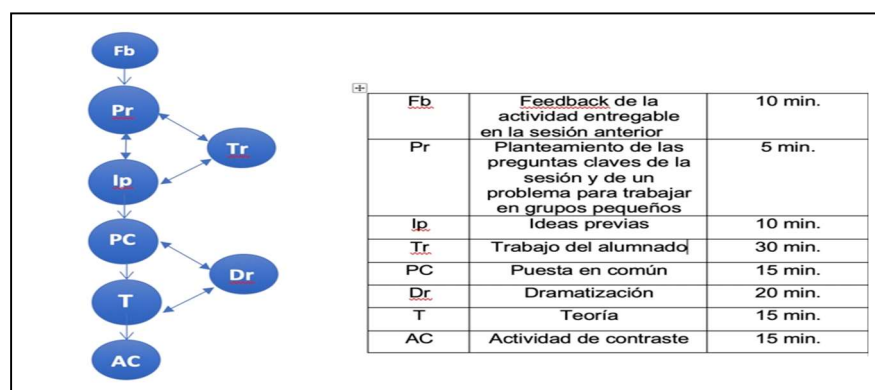 Fb
Pr
Tr
Ip
PC
Dr
T
AC
Fb Feedback de la 10 min.
actividad entregable
en la sesión anterior
Pr Planteamiento de las 5 min.
preguntas claves de la
sesión y de un
problema para trabajar
en grupos pequeños
Ip Ideas previas 10 min.
Tr Trabajo del alumnado 30 min.
PC Puesta en común 15 min.
Dr Dramatización 20 min.
T Teoría 15 min.
AC Actividad de contraste 15 min.